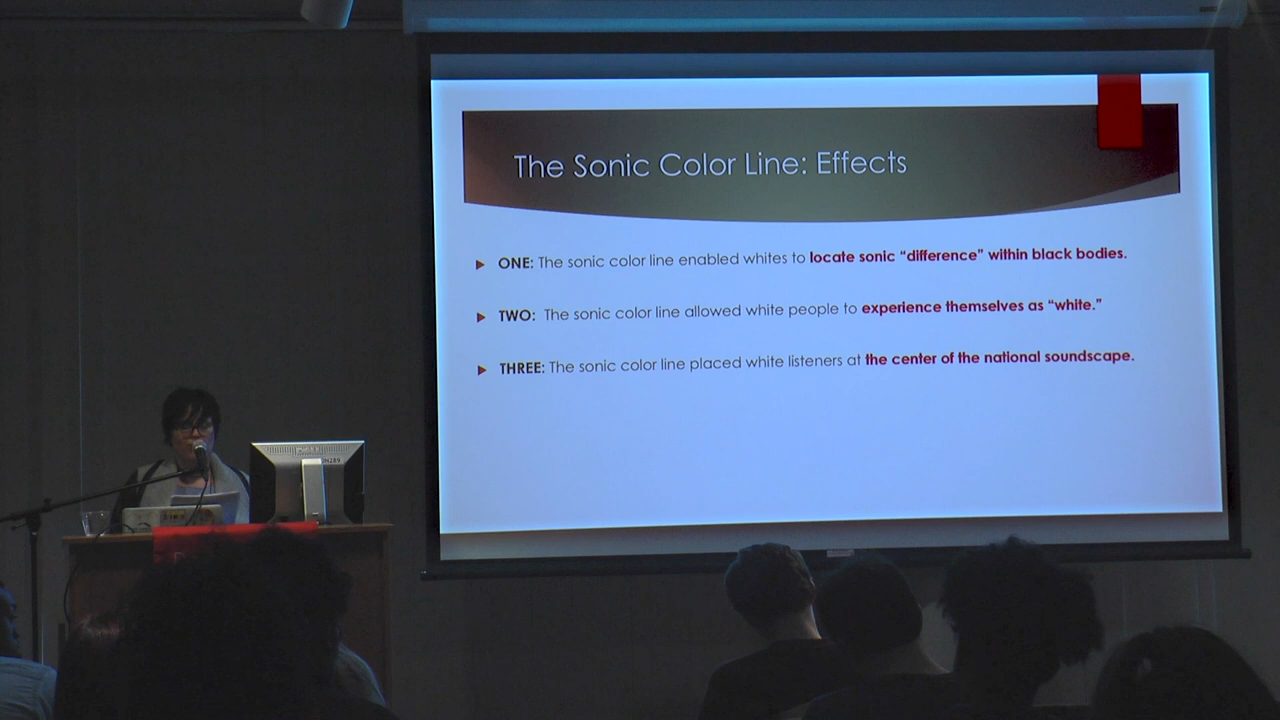 The Sonic Color Line: Effects
ONE: The sonic color line enabled whites to locate sonic “difference” within black bodies.
TWO: The sonic color line allowed white people to experience themselves as “white.”
THREE: The sonic color line placed white listeners at the center of the national soundscape.